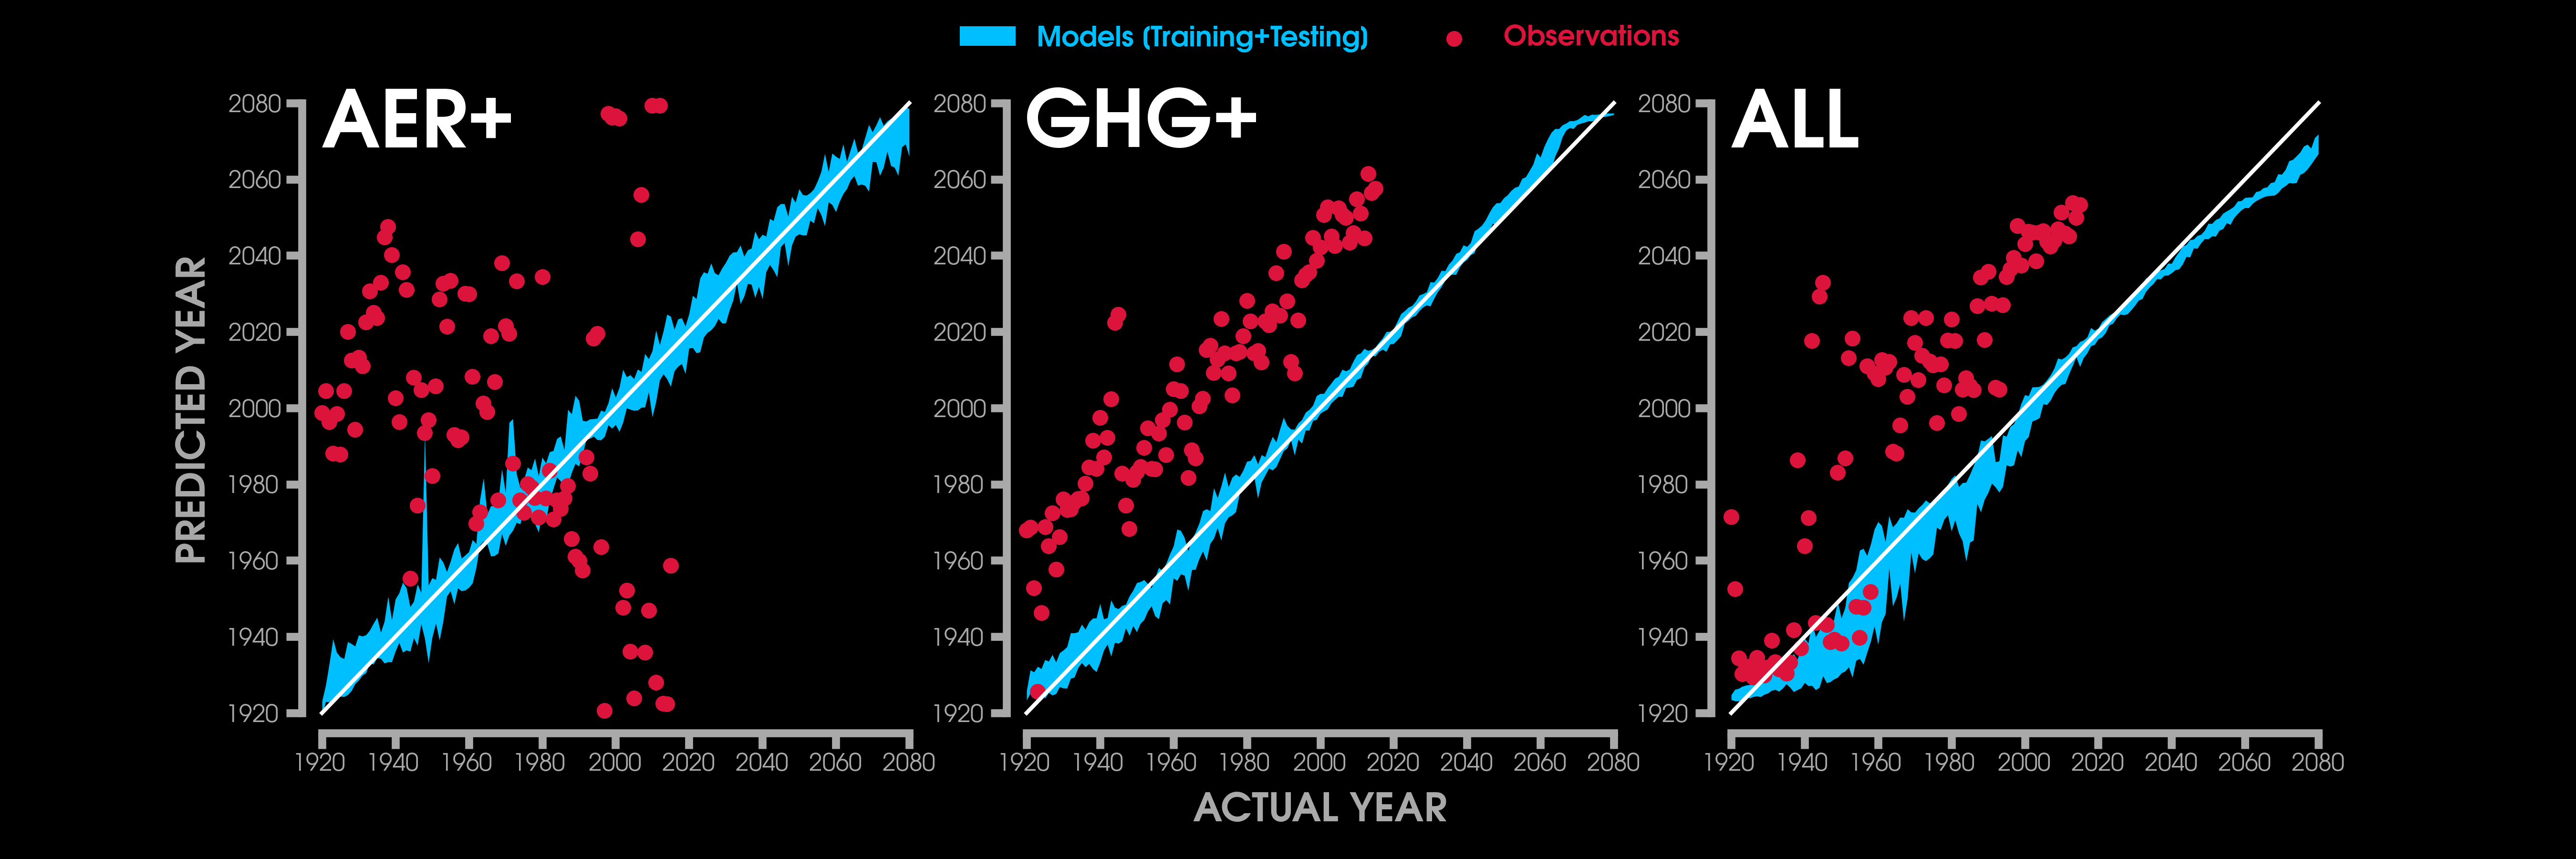 Models (Training+Testing) Observations
AER+ GHG+ ALL
PREDICTED YEAR
2080 2080 2080
2060 2060 2060
2040 2040 2040
2020 2020 2020
2000 2000 2000
1980 1980 1980
1960 1960 1960
1940 1940 1940
1920 1920 1920
1920 1940 1960 1980 2000 2020 2040 2060 2080 1920 1940 1960 1980 2000 2020 2040 2060 2080 1920 1940 1960 1980 2000 2020 2040 2060 2080
ACTUAL YEAR